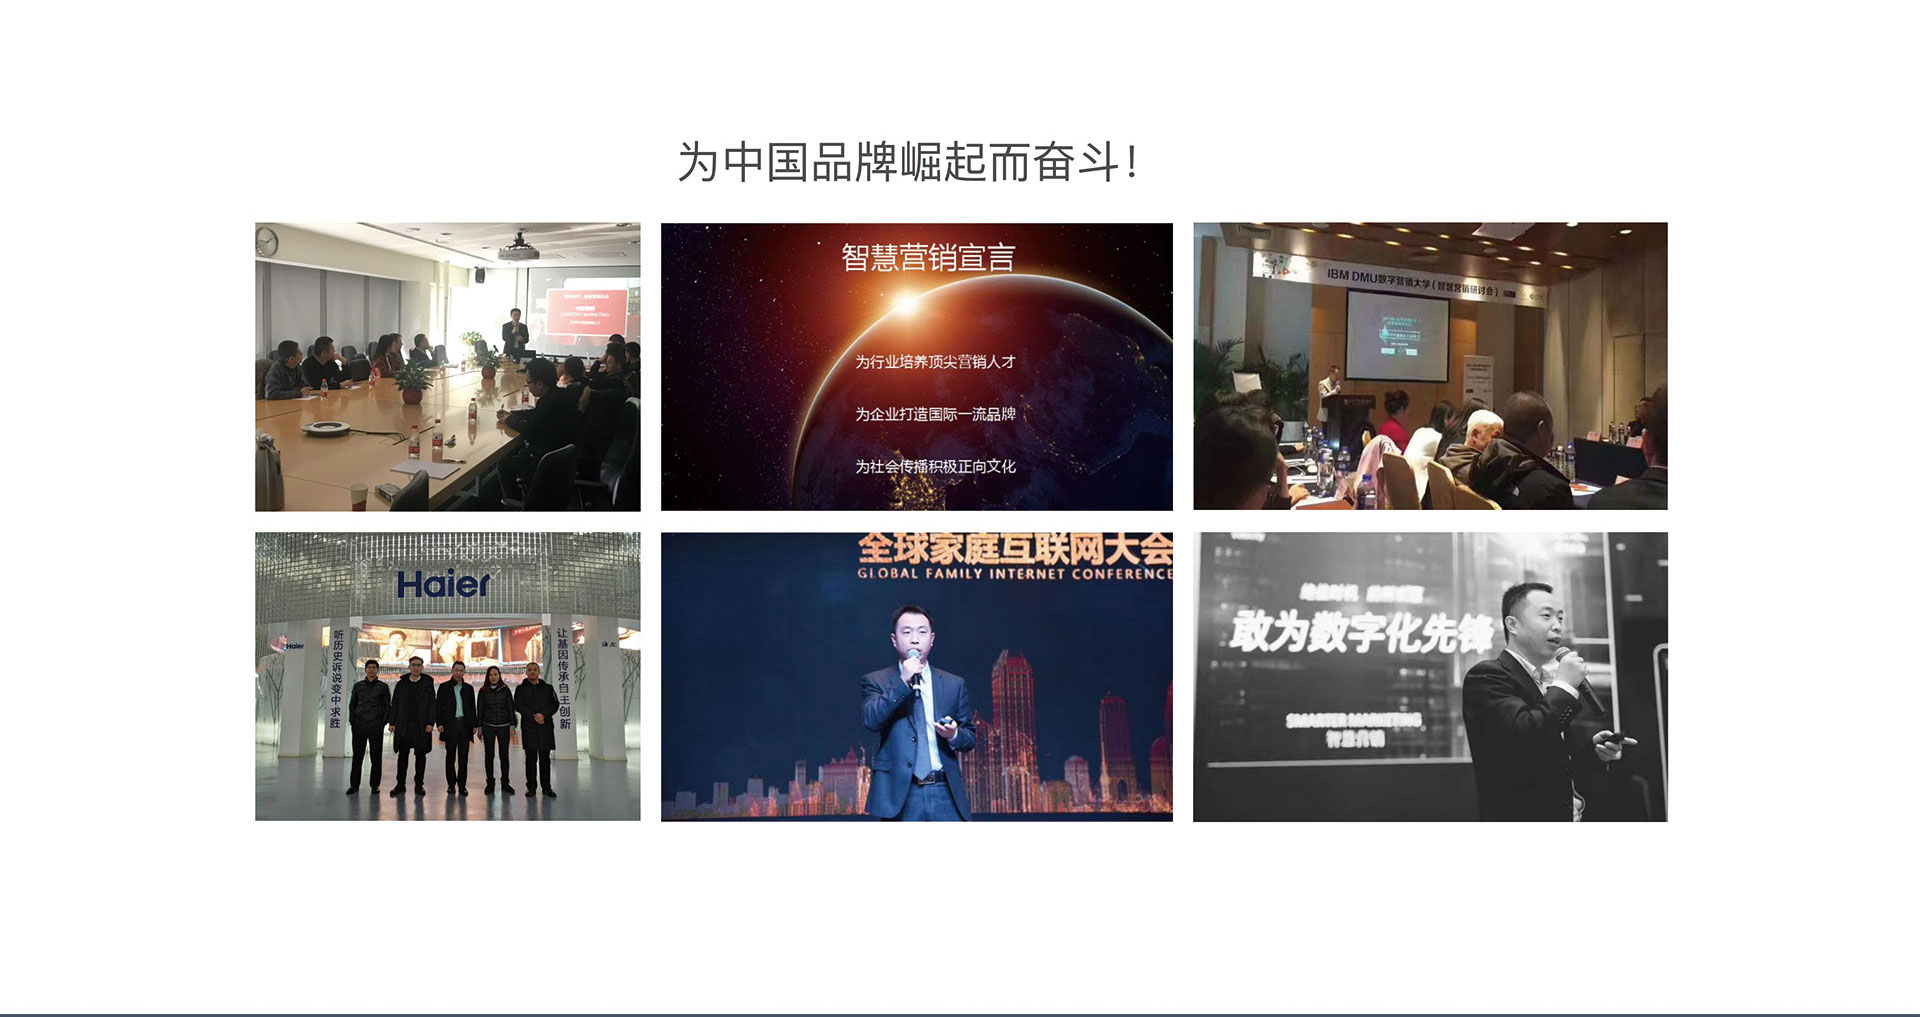 为中国品牌崛起而奋斗！
CONTENT MARKETING
智慧营销宣言
为行业培养顶尖营销人才
为企业打造国际一流品牌
为社会传播积极正向文化
IBM DMU数字营销大学（智慧营销研讨会）
Haier
Haier
听历史诉说变中求胜
让基因传承自主创新
全球家庭互联网大会
GLOBAL FAMILY INTERNET CONFERENCE
敢为数字化先锋
SMARTER MARKETING
智慧营销